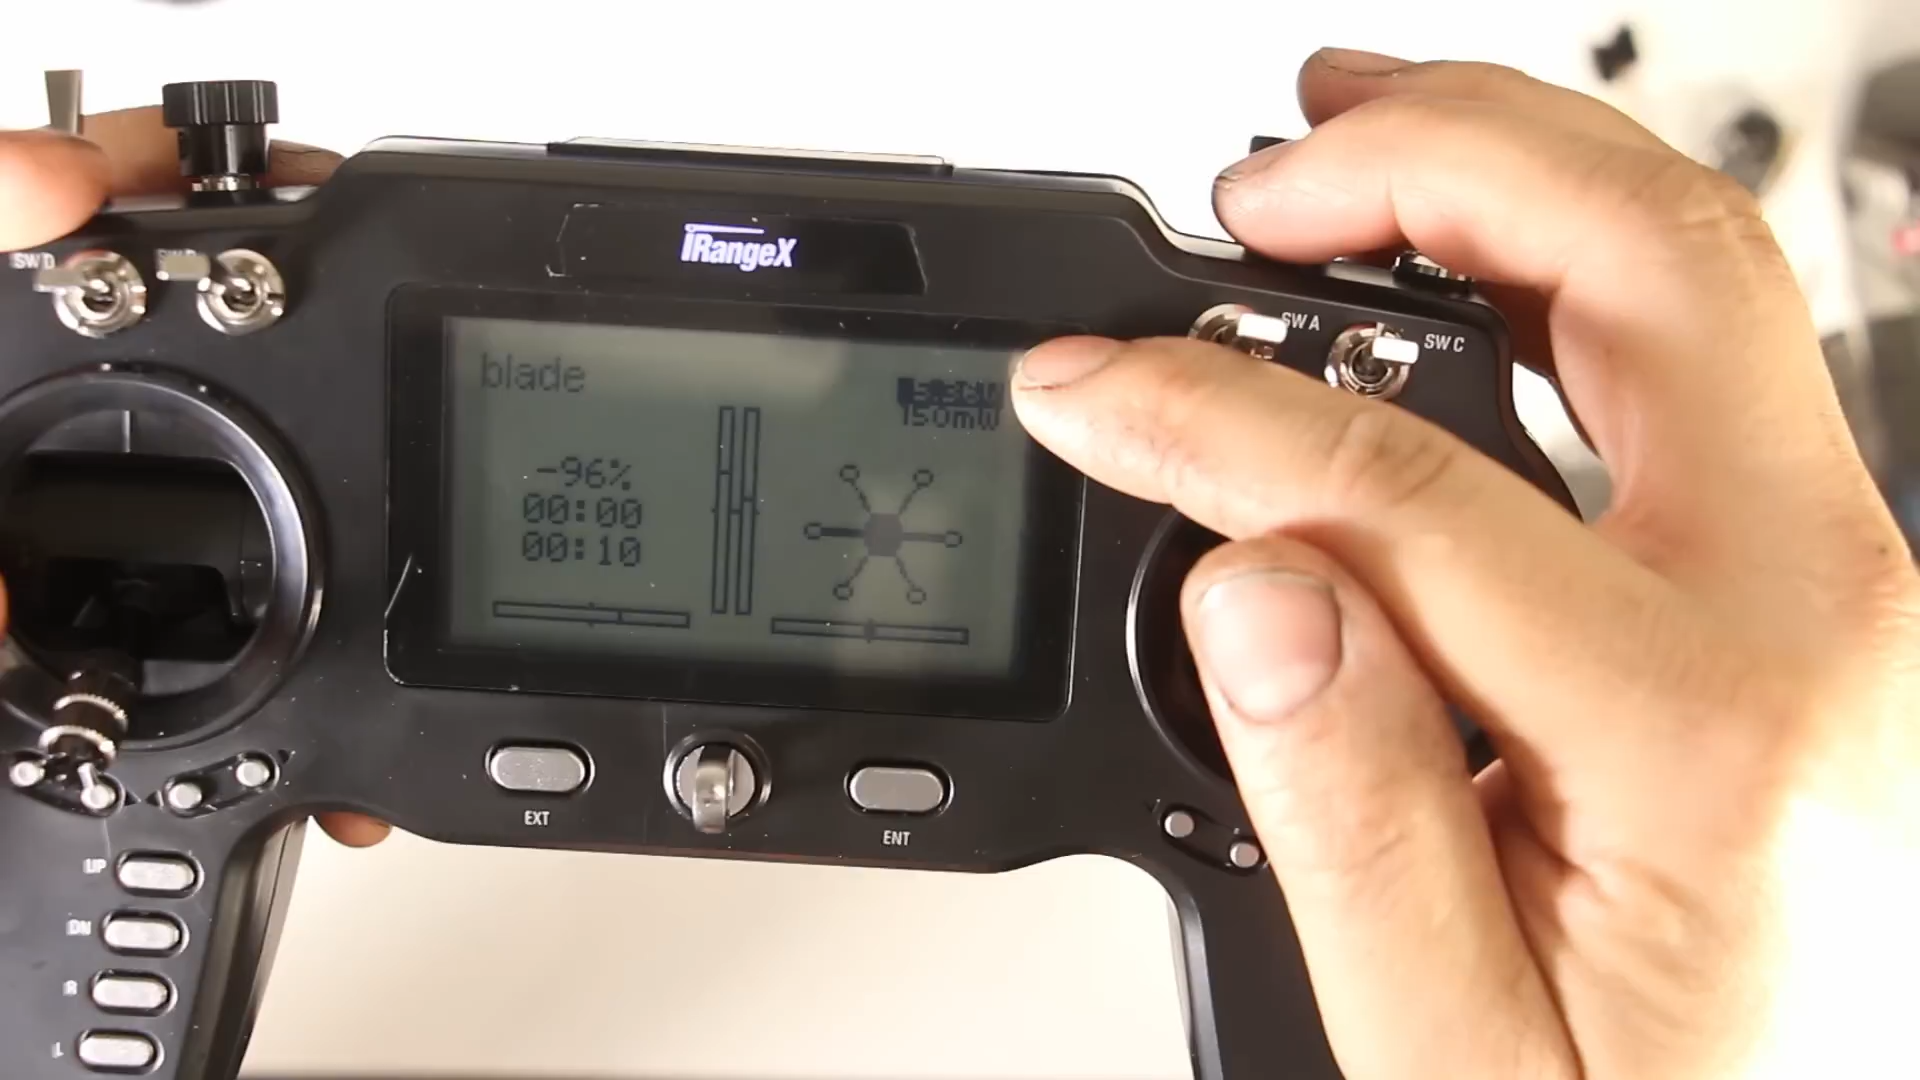 iRangeX
SW D
SW A
SW C
blade
150mW
-96%
00:00
00:10
EXT
ENT
UP
DN
R
L